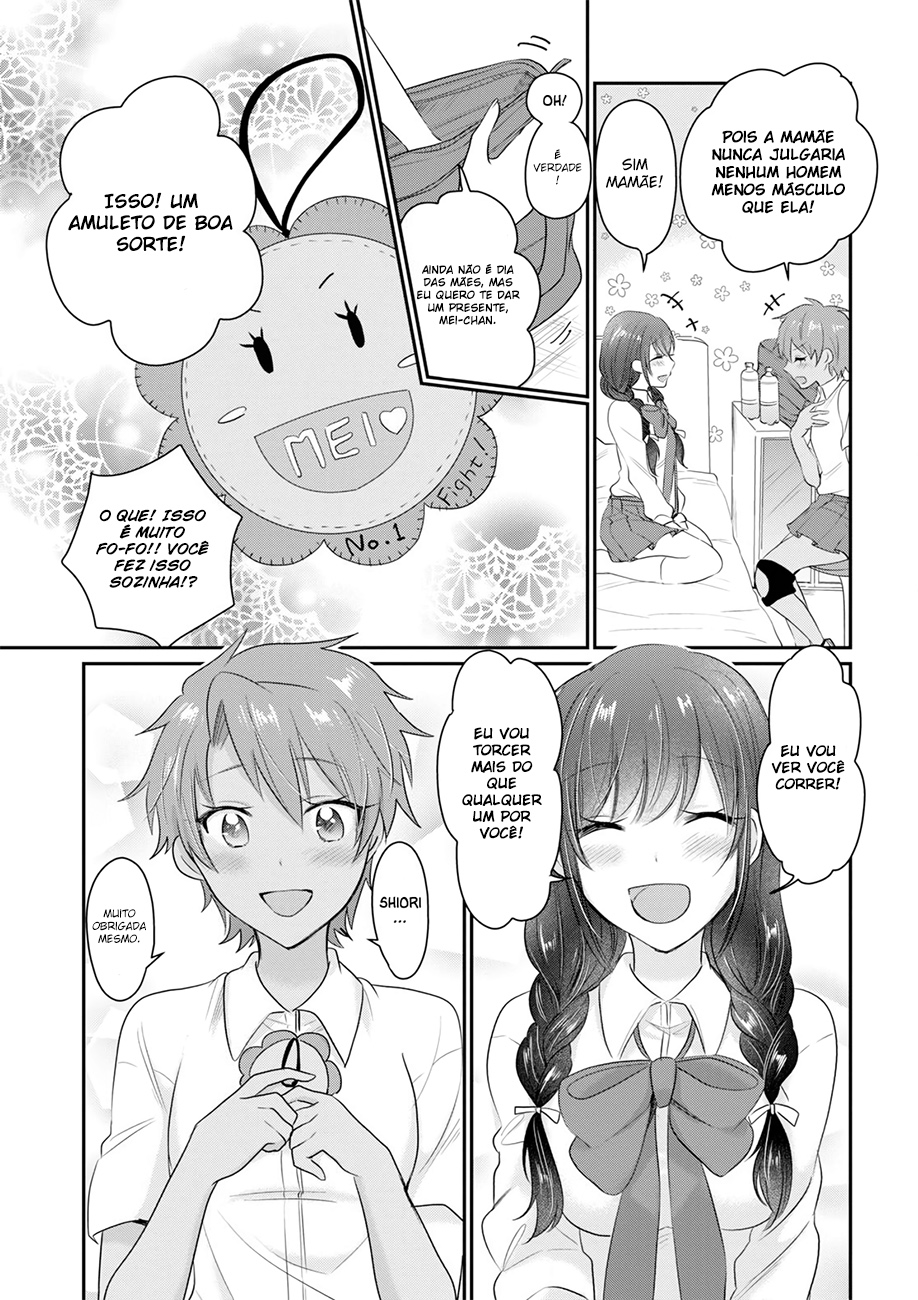 POIS A MAMÃE
NUNCA JULGARIA
NENHUM HOMEM
MENOS MÁSCULO
QUE ELA!
SIM
MAMÃE!
OH!
É
VERDADE
!
AINDA NÃO É DIA
DAS MÃES, MAS
EU QUERO TE DAR
UM PRESENTE,
MEI-CHAN.
ISSO! UM
AMULETO DE BOA
SORTE!
MEI♡
No.1
Fight!
O QUE! ISSO
É MUITO
FO-FO!! VOCÊ
FEZ ISSO
SOZINHA!?
EU VOU
VER VOCÊ
CORRER!
EU VOU
TORCER
MAIS DO
QUE
QUALQUER
UM POR
VOCÊ!
SHIORI
...
MUITO
OBRIGADA
MESMO.